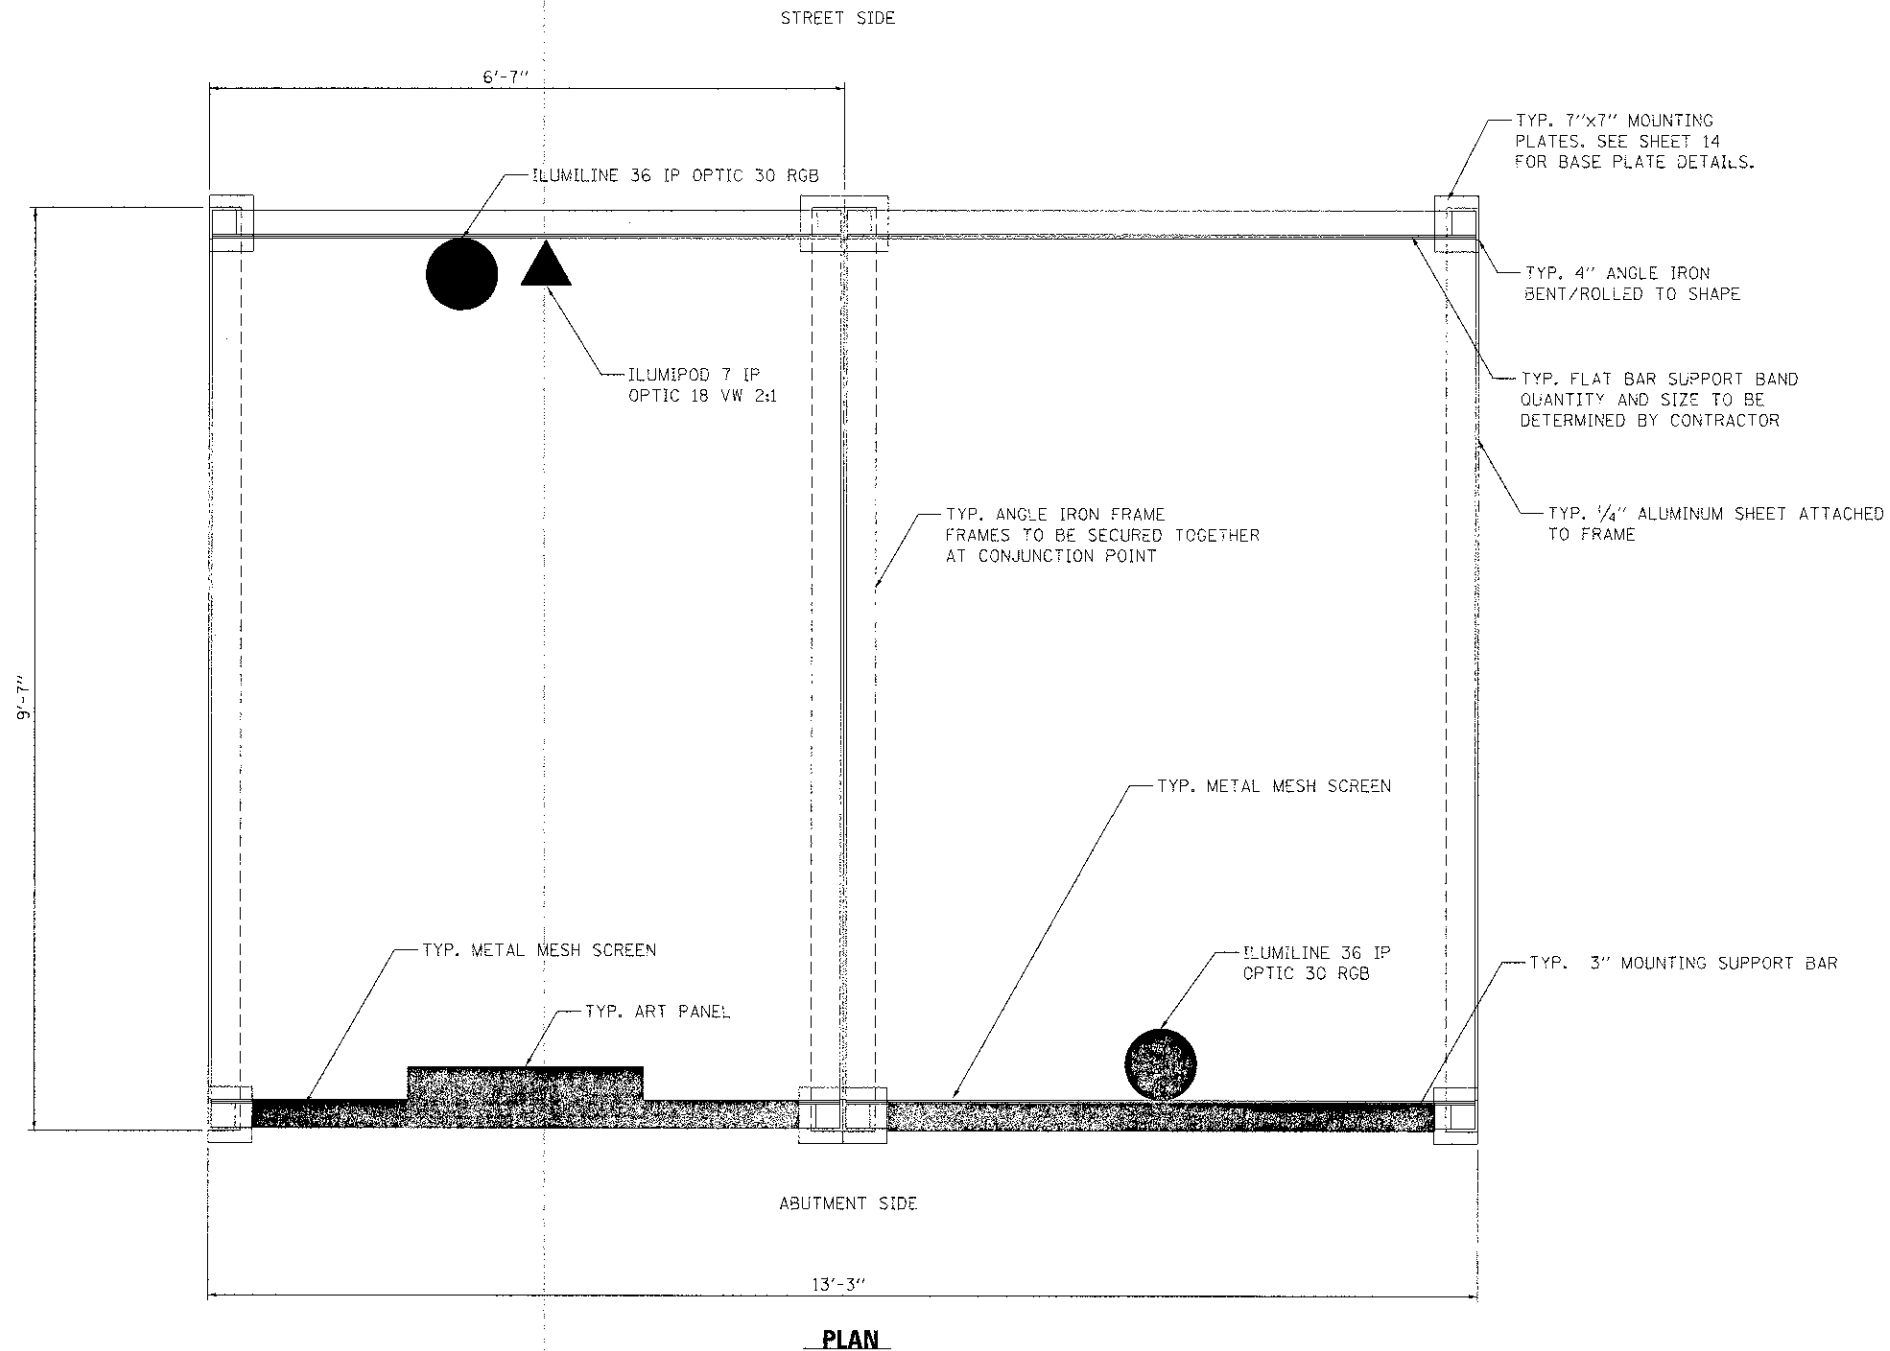 STREET SIDE
6'-7"
TYP. 7"x7" MOUNTING
PLATES. SEE SHEET 14
FOR BASE PLATE DETAILS.
ILUMILINE 36 IP OPTIC 30 RGB
TYP. 4" ANGLE IRON
BENT/ROLLED TO SHAPE
ILUMIPOD 7 IP
OPTIC 18 VW 2:1
TYP. FLAT BAR SUPPORT BAND
QUANTITY AND SIZE TO BE
DETERMINED BY CONTRACTOR
TYP. ANGLE IRON FRAME
FRAMES TO BE SECURED TOGETHER
AT CONJUNCTION POINT
TYP. 1/4" ALUMINUM SHEET ATTACHED
TO FRAME
9'-7"
TYP. METAL MESH SCREEN
TYP. METAL MESH SCREEN
ILUMILINE 36 IP
OPTIC 30 RGB
TYP. 3" MOUNTING SUPPORT BAR
TYP. ART PANEL
ABUTMENT SIDE
13'-3"
PLAN